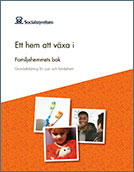 Socialstyrelsen
Ett hem att växa i
Familjehemmets bok
Grundutbildning för jour- och familjehem